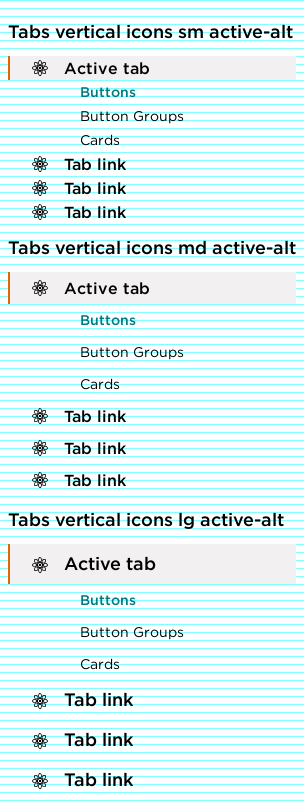 Tabs vertical icons sm active-alt
Active tab
Buttons
Button Groups
Cards
Tab link
Tab link
Tab link
Tabs vertical icons md active-alt
Active tab
Buttons
Button Groups
Cards
Tab link
Tab link
Tab link
Tabs vertical icons lg active-alt
Active tab
Buttons
Button Groups
Cards
Tab link
Tab link
Tab link